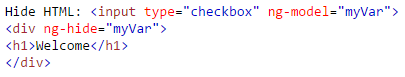 Hide HTML: <input type="checkbox" ng-model="myVar">
<div ng-hide="myVar">
<h1>Welcome</h1>
</div>